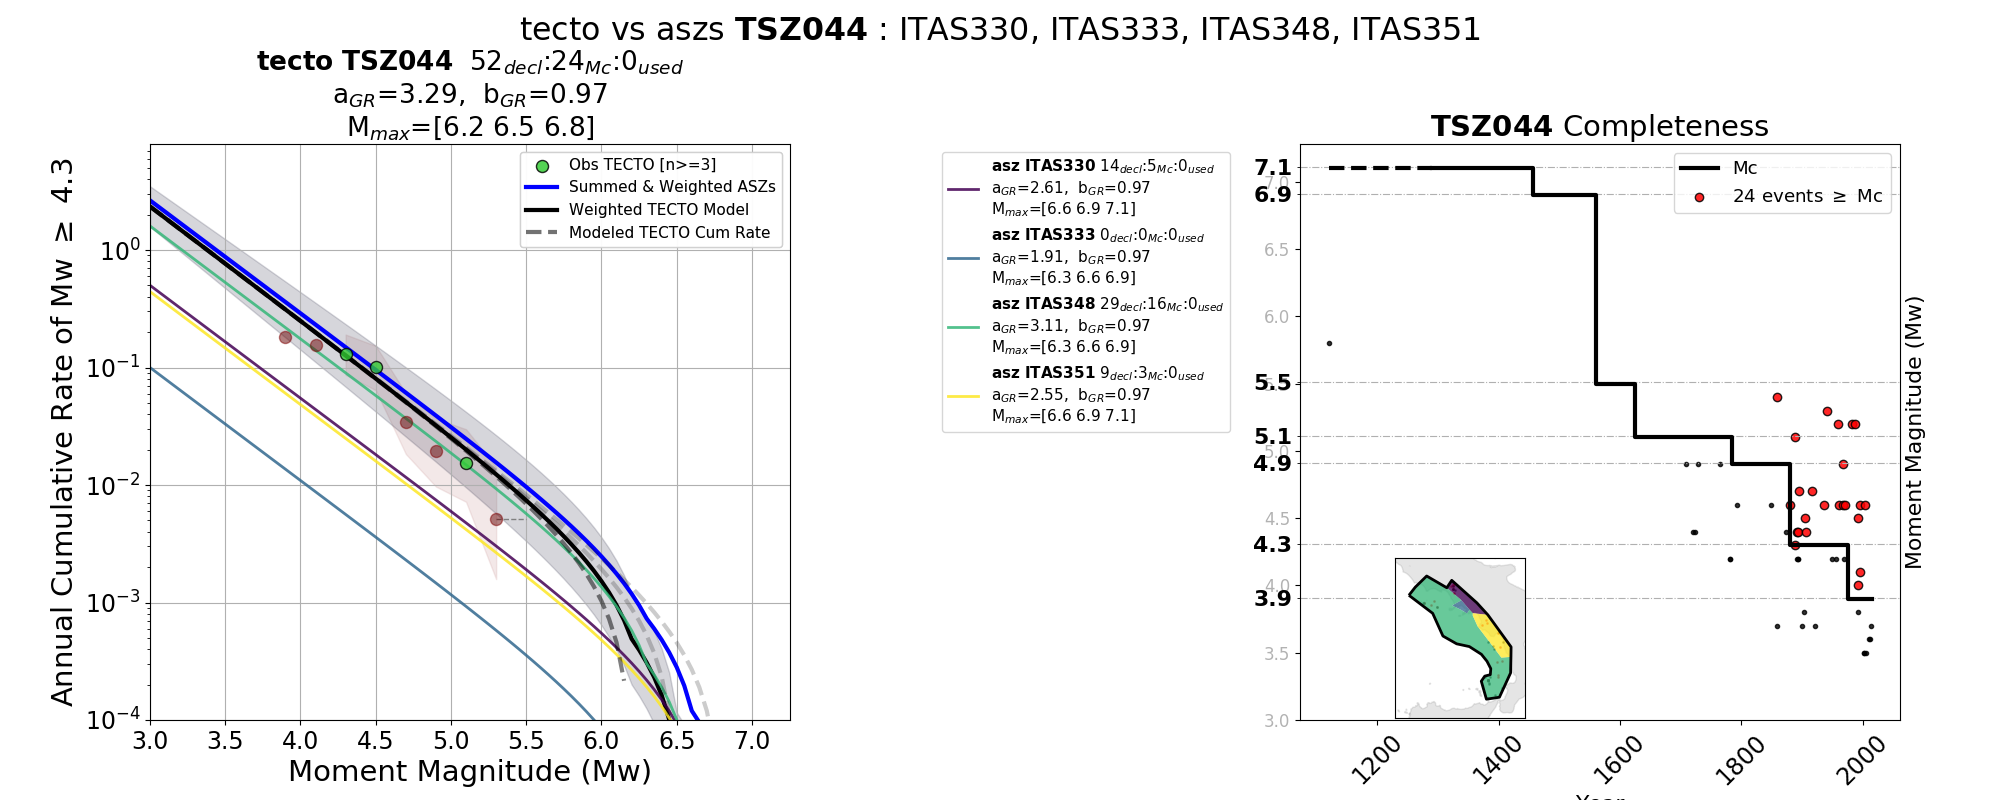 tecto vs aszs TSZ044 : ITAS330, ITAS333, ITAS348, ITAS351
tecto TSZ044 52decl:24Mc:0used
aGR=3.29, bGR=0.97
Mmax=[6.2 6.5 6.8]
Annual Cumulative Rate of Mw ≥ 4.3
10^0
10^-1
10^-2
10^-3
10^-4
3.0 3.5 4.0 4.5 5.0 5.5 6.0 6.5 7.0
Moment Magnitude (Mw)
Obs TECTO [n>=3]
Summed & Weighted ASZs
Weighted TECTO Model
Modeled TECTO Cum Rate
asz ITAS330 14decl:5Mc:0used
aGR=2.61, bGR=0.97
Mmax=[6.6 6.9 7.1]
asz ITAS333 0decl:0Mc:0used
aGR=1.91, bGR=0.97
Mmax=[6.3 6.6 6.9]
asz ITAS348 29decl:16Mc:0used
aGR=3.11, bGR=0.97
Mmax=[6.3 6.6 6.9]
asz ITAS351 9decl:3Mc:0used
aGR=2.55, bGR=0.97
Mmax=[6.6 6.9 7.1]
TSZ044 Completeness
Mc
24 events ≥ Mc
7.1
7.0
6.9
6.5
6.0
5.5
5.1
5.0
4.9
4.5
4.3
4.0
3.9
3.5
3.0
1200 1400 1600 1800 2000
Moment Magnitude (Mw)